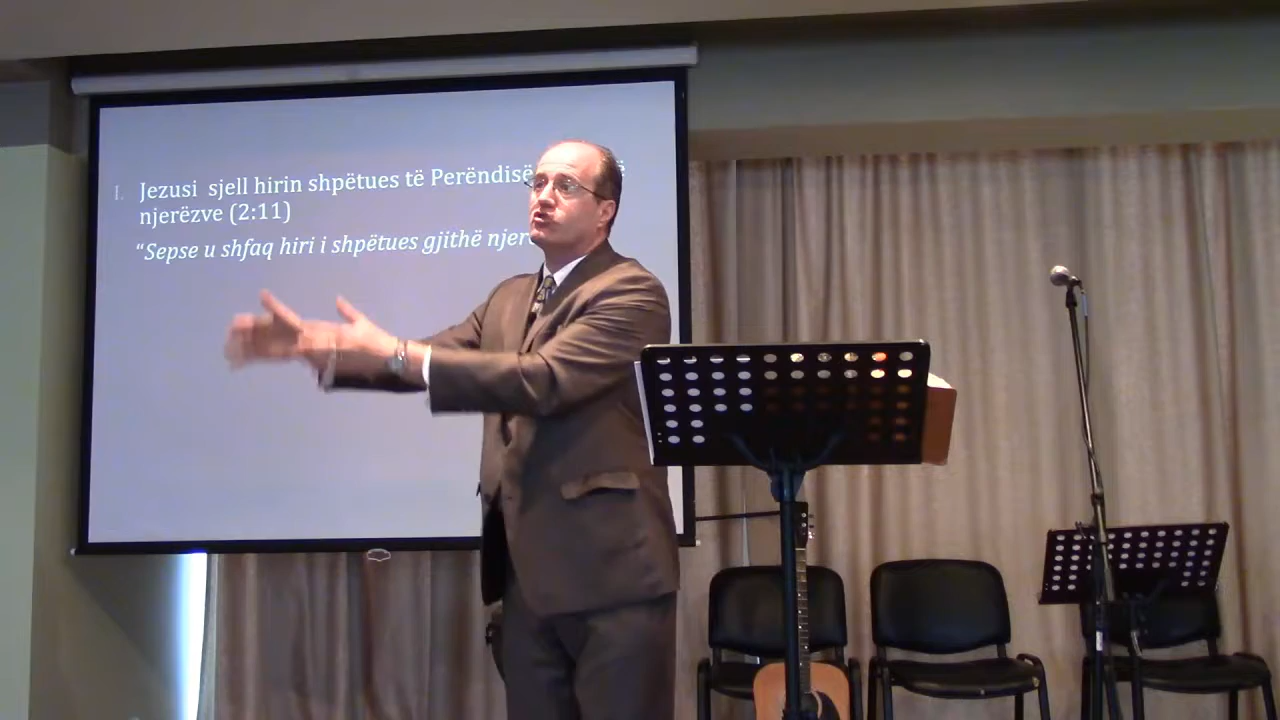 I. Jezusi sjell hirin shpëtues të Perëndisë
njerëzve (2:11)
“Sepse u shfaq hiri i shpëtues gjithë